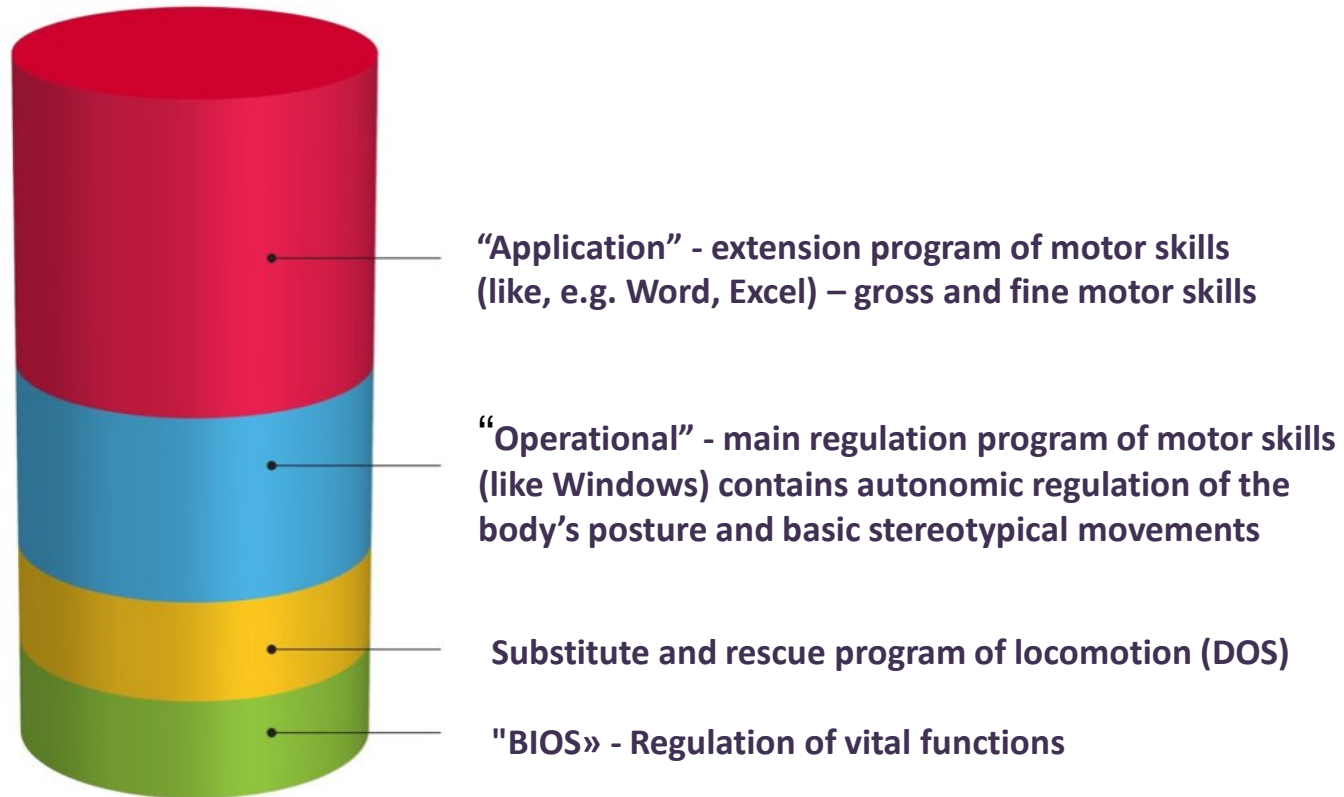 “Application” - extension program of motor skills
(like, e.g. Word, Excel) – gross and fine motor skills
“Operational” - main regulation program of motor skills
(like Windows) contains autonomic regulation of the
body’s posture and basic stereotypical movements
Substitute and rescue program of locomotion (DOS)
"BIOS» - Regulation of vital functions